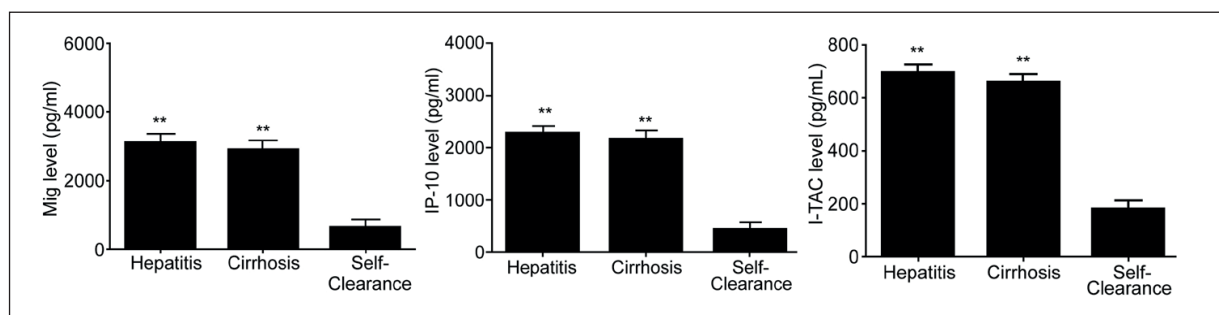 Mig level (pg/ml)
6000
4000
2000
0
**
**
Hepatitis
Cirrhosis
Self-
Clearance
IP-10 level (pg/ml)
4000
3000
2000
1000
0
**
**
Hepatitis
Cirrhosis
Self-
Clearance
I-TAC level (pg/mL)
800
600
400
200
0
**
**
Hepatitis
Cirrhosis
Self-
Clearance